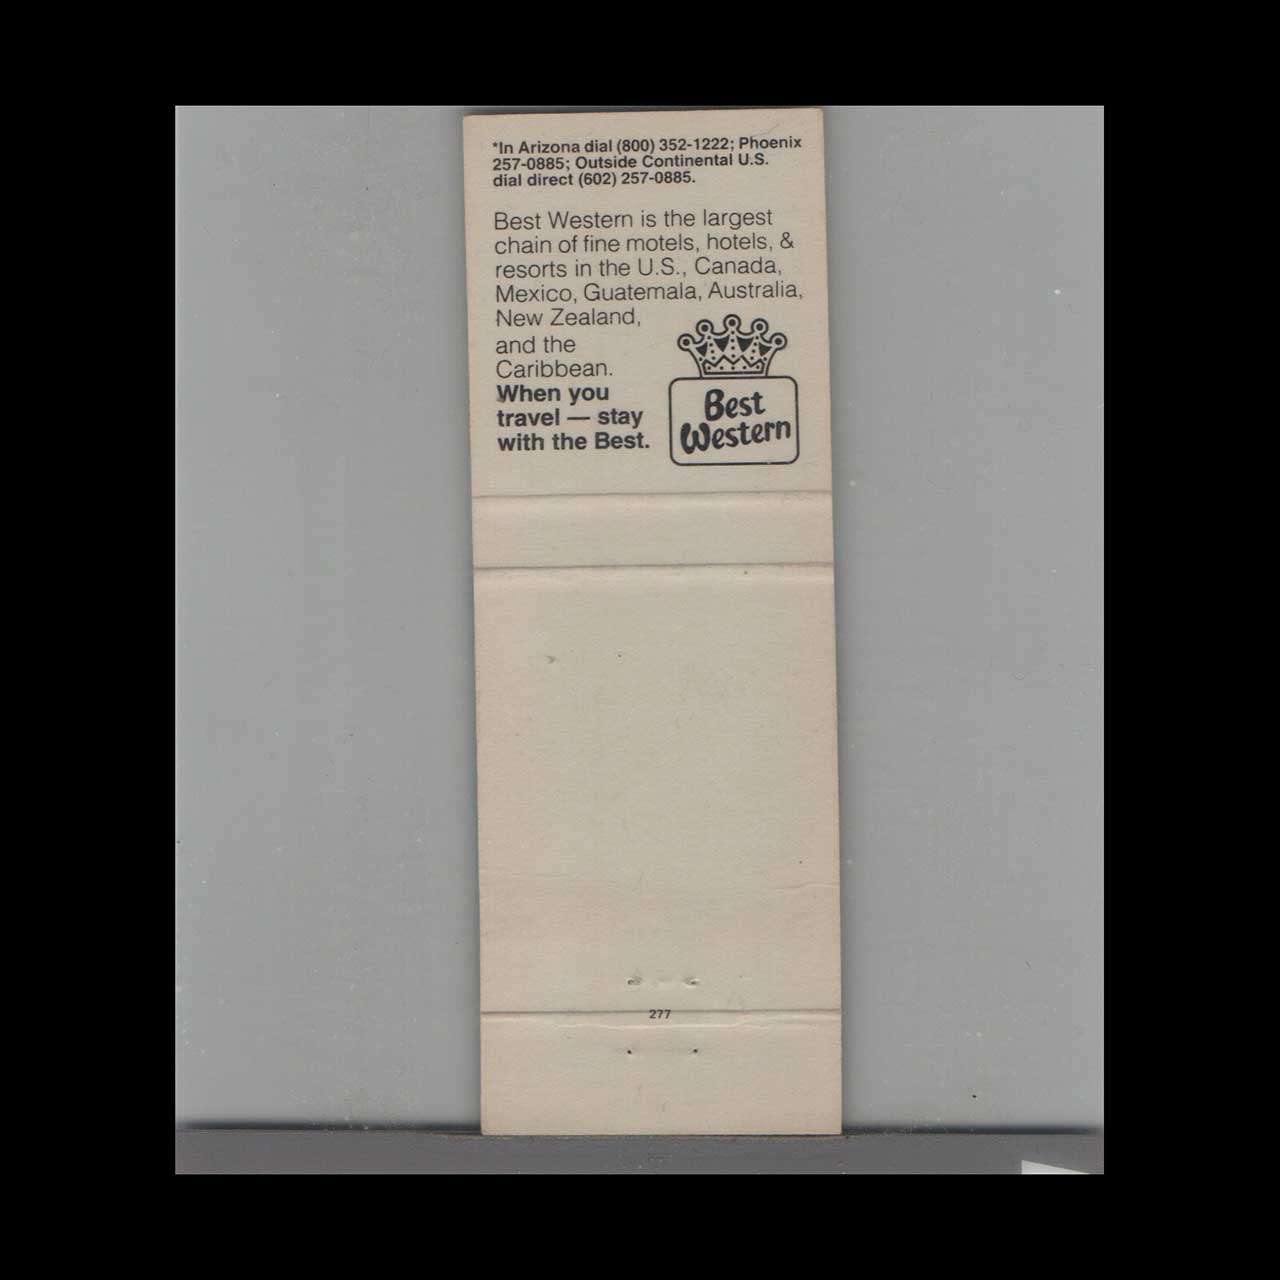 *In Arizona dial (800) 352-1222; Phoenix
257-0885; Outside Continental U.S.
dial direct (602) 257-0885.
Best Western is the largest
chain of fine motels, hotels, &
resorts in the U.S., Canada,
Mexico, Guatemala, Australia,
New Zealand,
and the
Caribbean.
When you
travel — stay
with the Best.
Best
Western
277